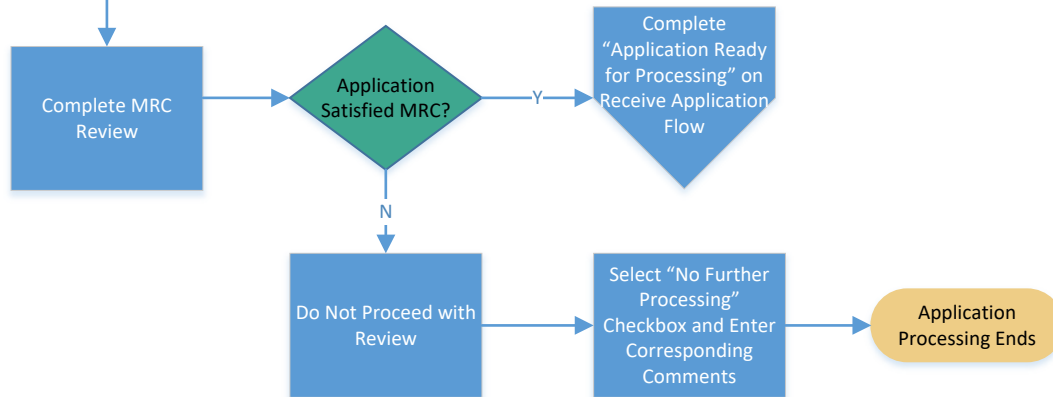 Complete MRC
Review
Application
Satisfied MRC?
Y
Complete
“Application Ready
for Processing” on
Receive Application
Flow
N
Do Not Proceed with
Review
Select “No Further
Processing”
Checkbox and Enter
Corresponding
Comments
Application
Processing Ends